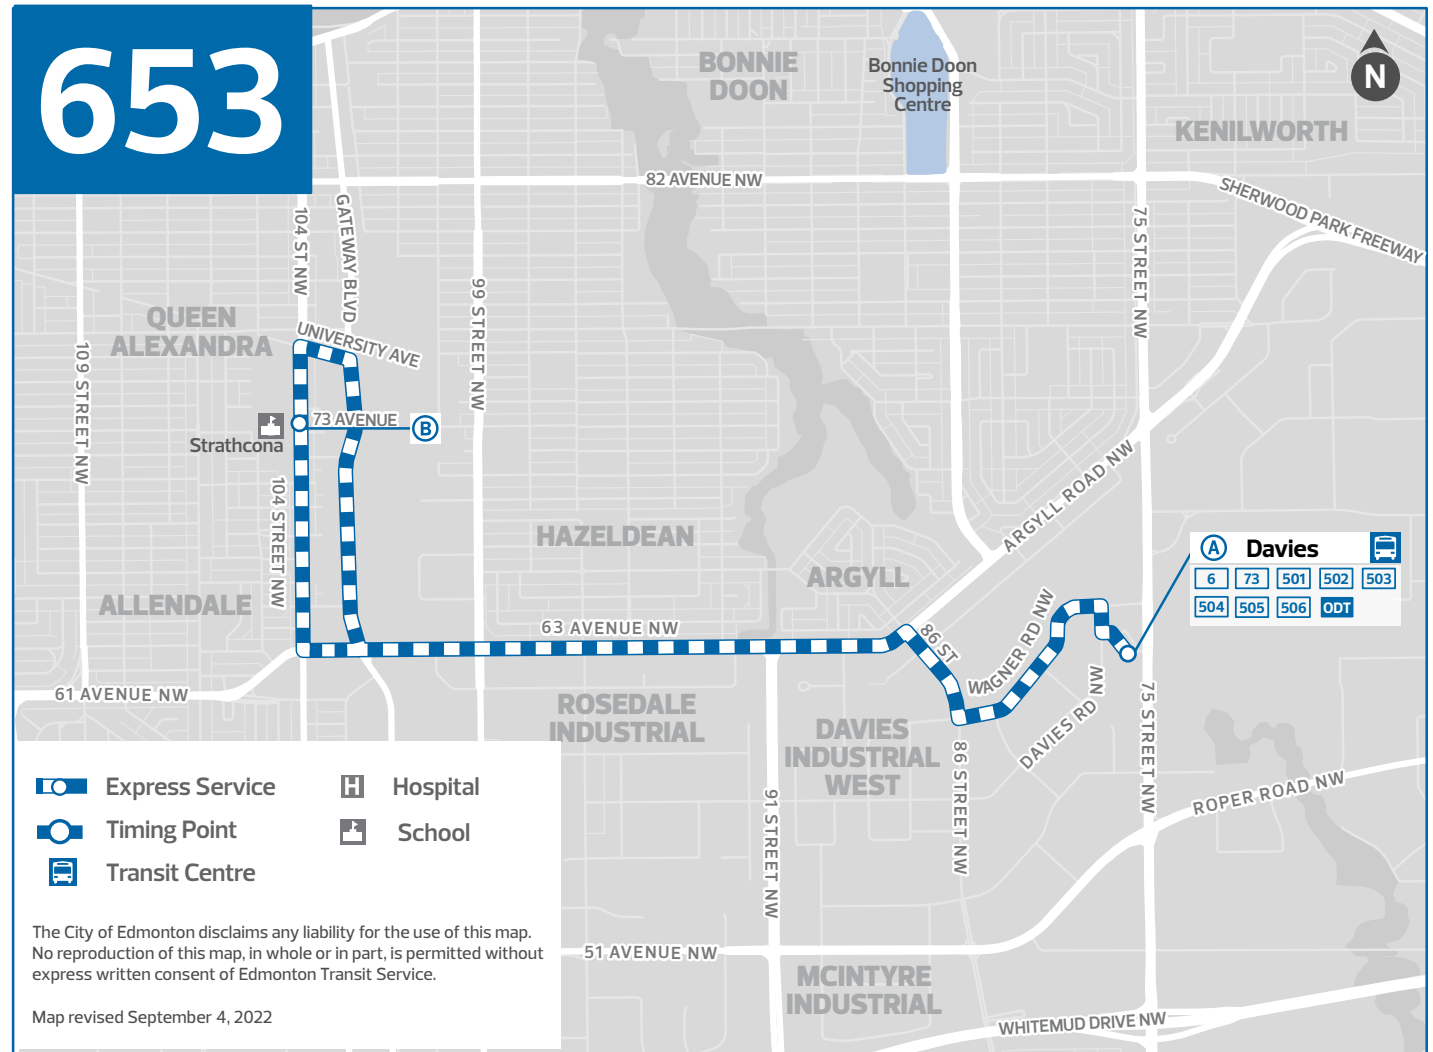 653
BONNIE
DOON
Bonnie Doon
Shopping
Centre
N
KENILWORTH
82 AVENUE NW
SHERWOOD PARK FREEWAY
104 ST NW
GATEWAY BLVD
75 STREET NW
99 STREET NW
QUEEN
ALEXANDRA
UNIVERSITY AVE
109 STREET NW
73 AVENUE
B
Strathcona
104 STREET NW
ARGYLL ROAD NW
HAZELDEAN
ARGYLL
A Davies
6 73 501 502 503
504 505 506 ODT
ALLENDALE
63 AVENUE NW
86 ST
WAGNER RD NW
61 AVENUE NW
ROSEDALE
INDUSTRIAL
DAVIES RD NW
75 STREET NW
DAVIES
INDUSTRIAL
WEST
86 STREET NW
91 STREET NW
ROPER ROAD NW
Express Service
H Hospital
Timing Point
School
Transit Centre
The City of Edmonton disclaims any liability for the use of this map.
No reproduction of this map, in whole or in part, is permitted without
express written consent of Edmonton Transit Service.
Map revised September 4, 2022
51 AVENUE NW
MCINTYRE
INDUSTRIAL
WHITEMUD DRIVE NW